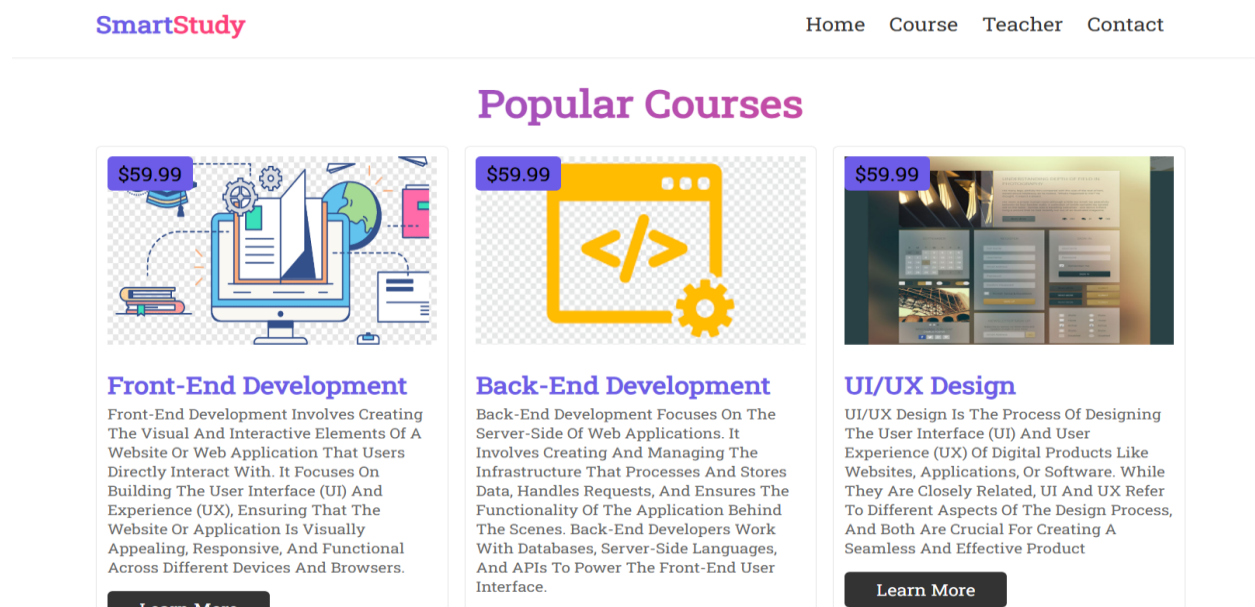 SmartStudy
Home Course Teacher Contact
Popular Courses
$59.99
Front-End Development
Front-End Development Involves Creating
The Visual And Interactive Elements Of A
Website Or Web Application That Users
Directly Interact With. It Focuses On
Building The User Interface (UI) And
Experience (UX), Ensuring That The
Website Or Application Is Visually
Appealing, Responsive, And Functional
Across Different Devices And Browsers.
Learn More
$59.99
</>
Back-End Development
Back-End Development Focuses On The
Server-Side Of Web Applications. It
Involves Creating And Managing The
Infrastructure That Processes And Stores
Data, Handles Requests, And Ensures The
Functionality Of The Application Behind
The Scenes. Back-End Developers Work
With Databases, Server-Side Languages,
And APIs To Power The Front-End User
Interface.
$59.99
UI/UX Design
UI/UX Design Is The Process Of Designing
The User Interface (UI) And User
Experience (UX) Of Digital Products Like
Websites, Applications, Or Software. While
They Are Closely Related, UI And UX Refer
To Different Aspects Of The Design Process,
And Both Are Crucial For Creating A
Seamless And Effective Product
Learn More